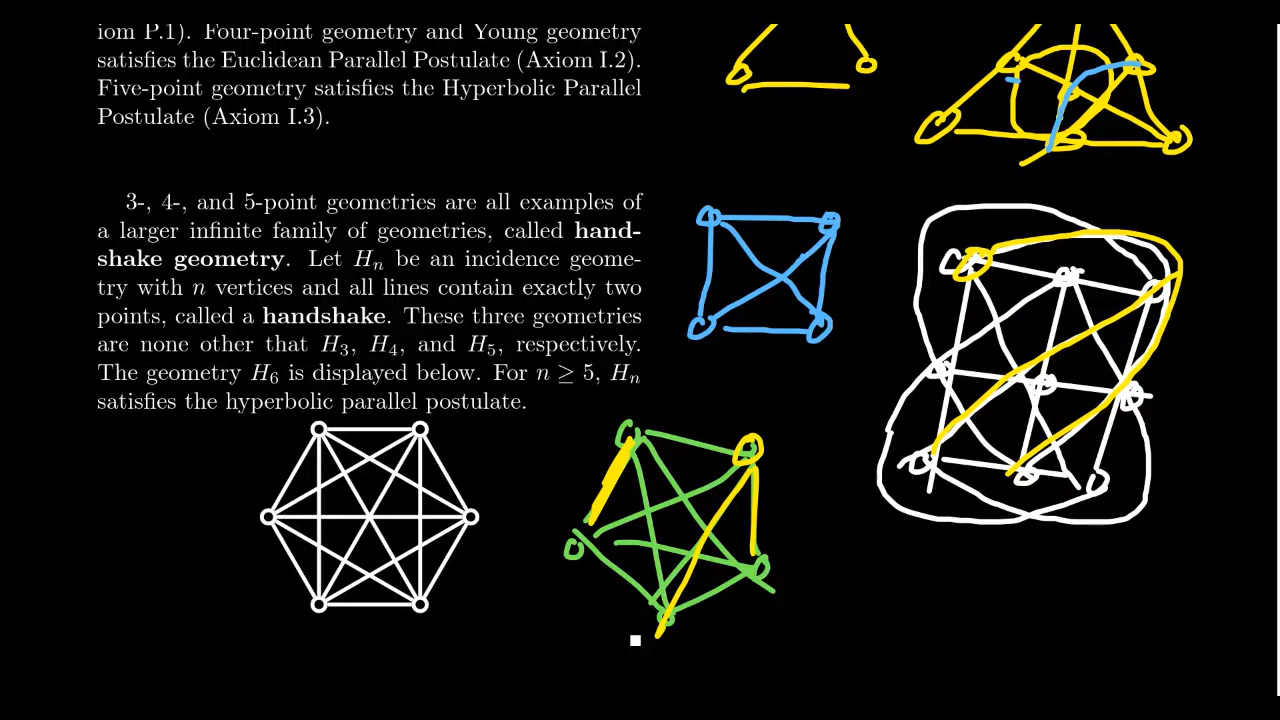 iom P.1). Four-point geometry and Young geometry
satisfies the Euclidean Parallel Postulate (Axiom I.2).
Five-point geometry satisfies the Hyperbolic Parallel
Postulate (Axiom I.3).
3-, 4-, and 5-point geometries are all examples of
a larger infinite family of geometries, called hand-
shake geometry. Let Hₙ be an incidence geome-
try with n vertices and all lines contain exactly two
points, called a handshake. These three geometries
are none other that H₃, H₄, and H₅, respectively.
The geometry H₆ is displayed below. For n ≥ 5, Hₙ
satisfies the hyperbolic parallel postulate.